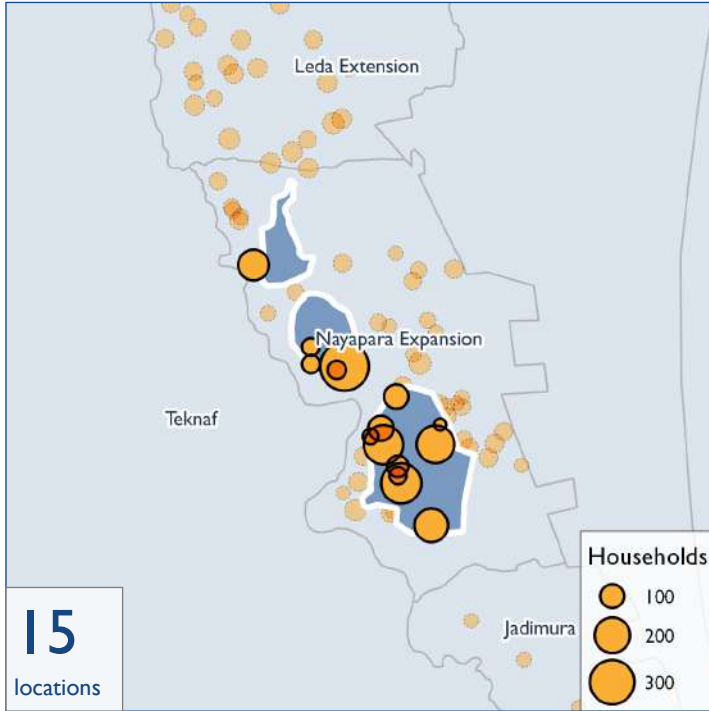 Leda Extension
Nayapara Expansion
Teknaf
Jadimura
Households
100
200
300
15
locations